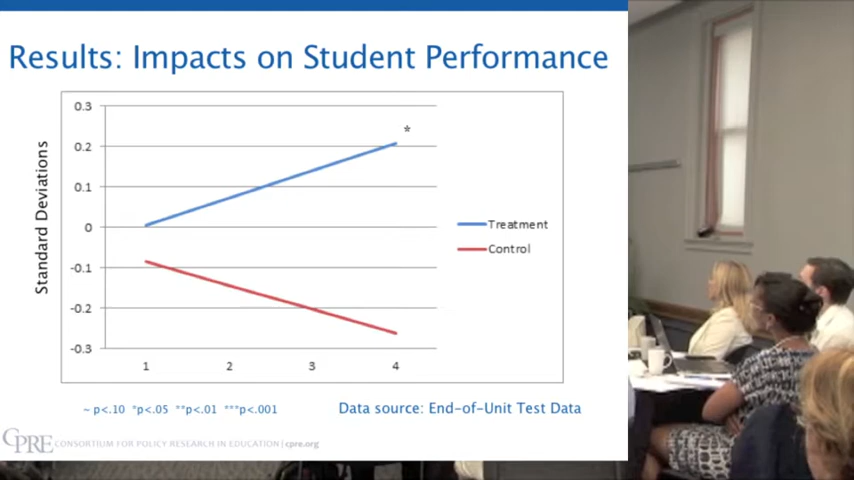 Results: Impacts on Student Performance
Standard Deviations
0.3
0.2
0.1
0
-0.1
-0.2
-0.3
*
1 2 3 4
Treatment
Control
~ p<.10 *p<.05 **p<.01 ***p<.001
Data source: End-of-Unit Test Data
CPRE CONSORTIUM FOR POLICY RESEARCH IN EDUCATION | cpre.org